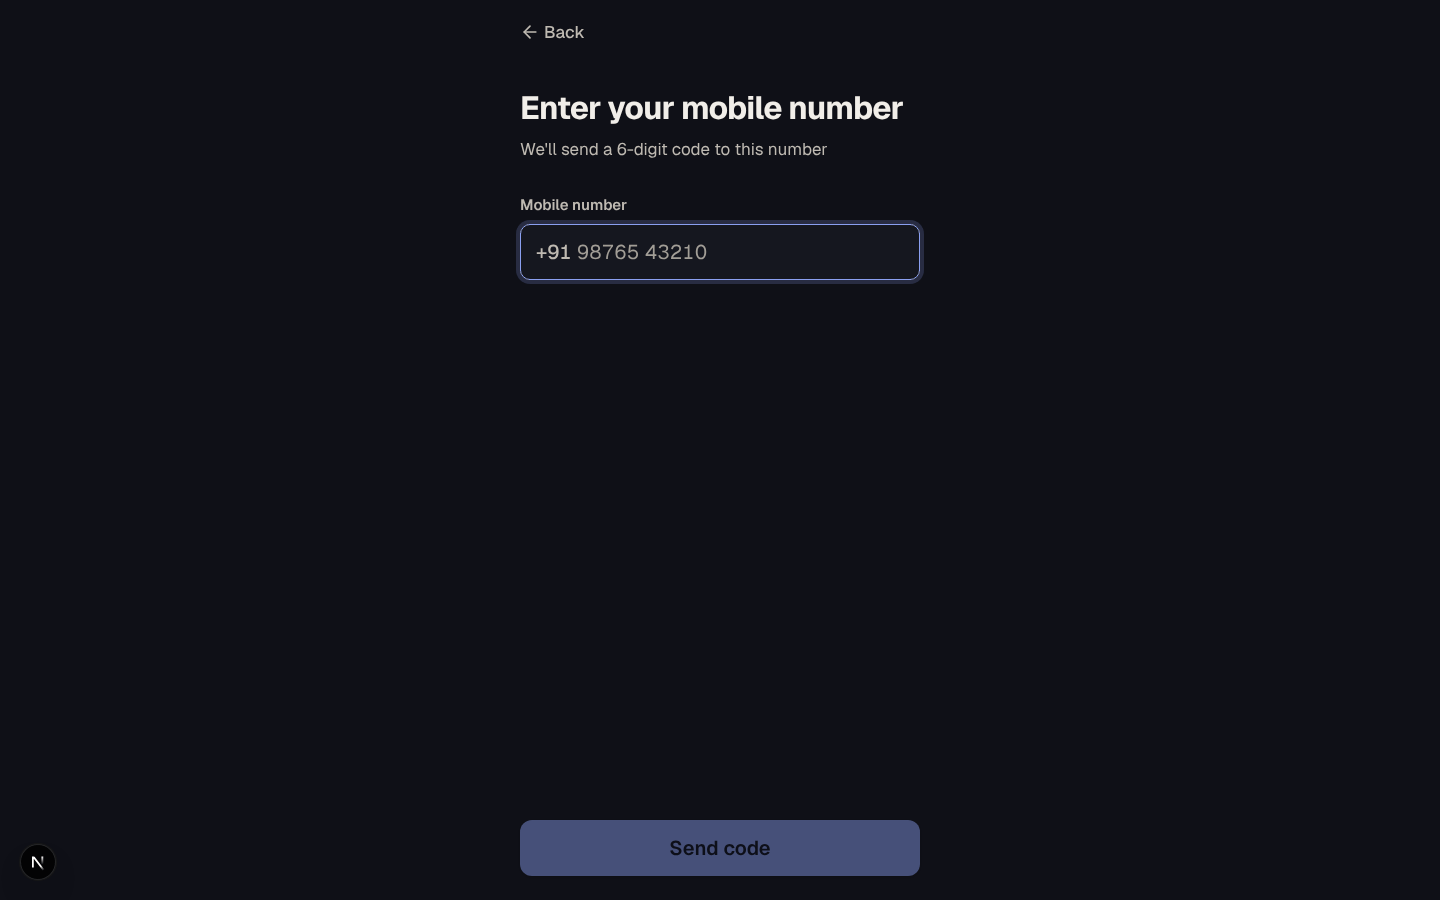 Back
Enter your mobile number
We'll send a 6-digit code to this number
Mobile number
+91 98765 43210
Send code
N